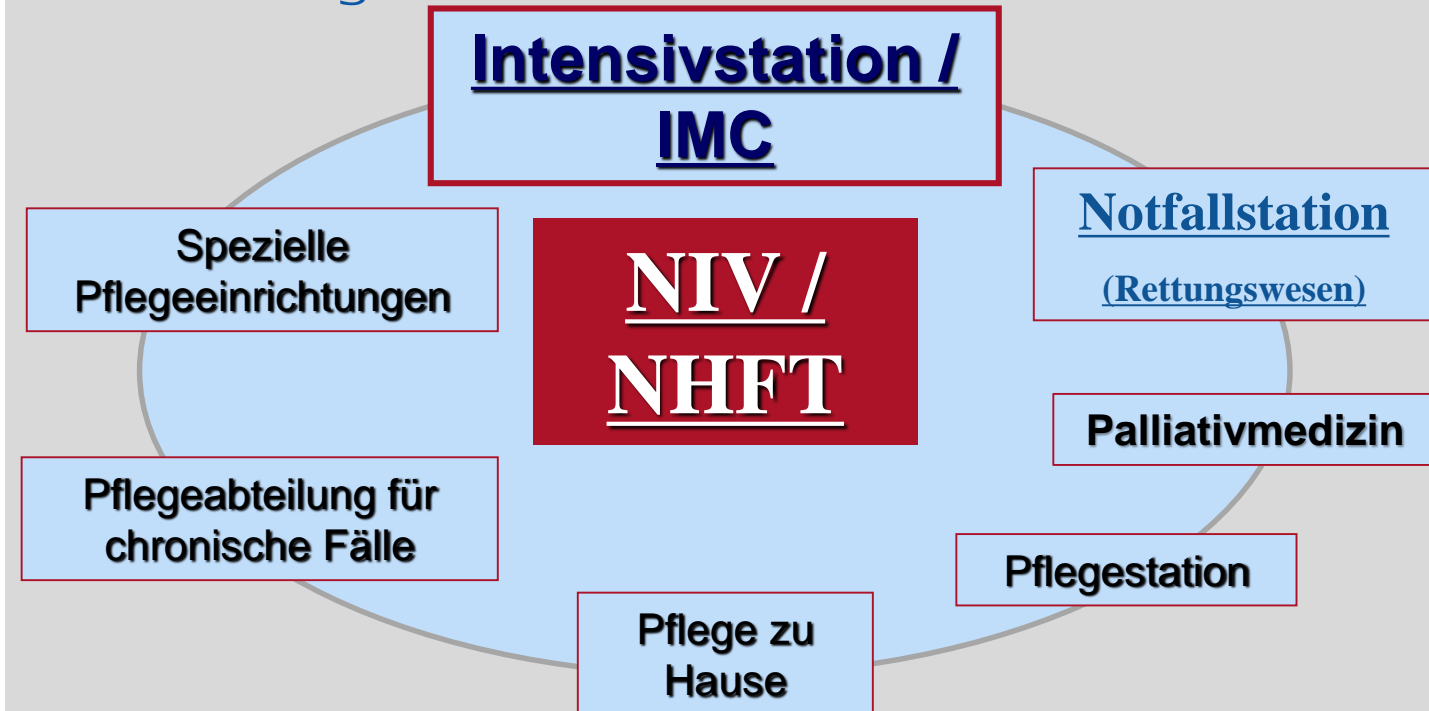 Intensivstation /
IMC
Notfallstation
(Rettungswesen)
Spezielle
Pflegeeinrichtungen
NIV /
NHFT
Palliativmedizin
Pflegeabteilung für
chronische Fälle
Pflegestation
Pflege zu
Hause